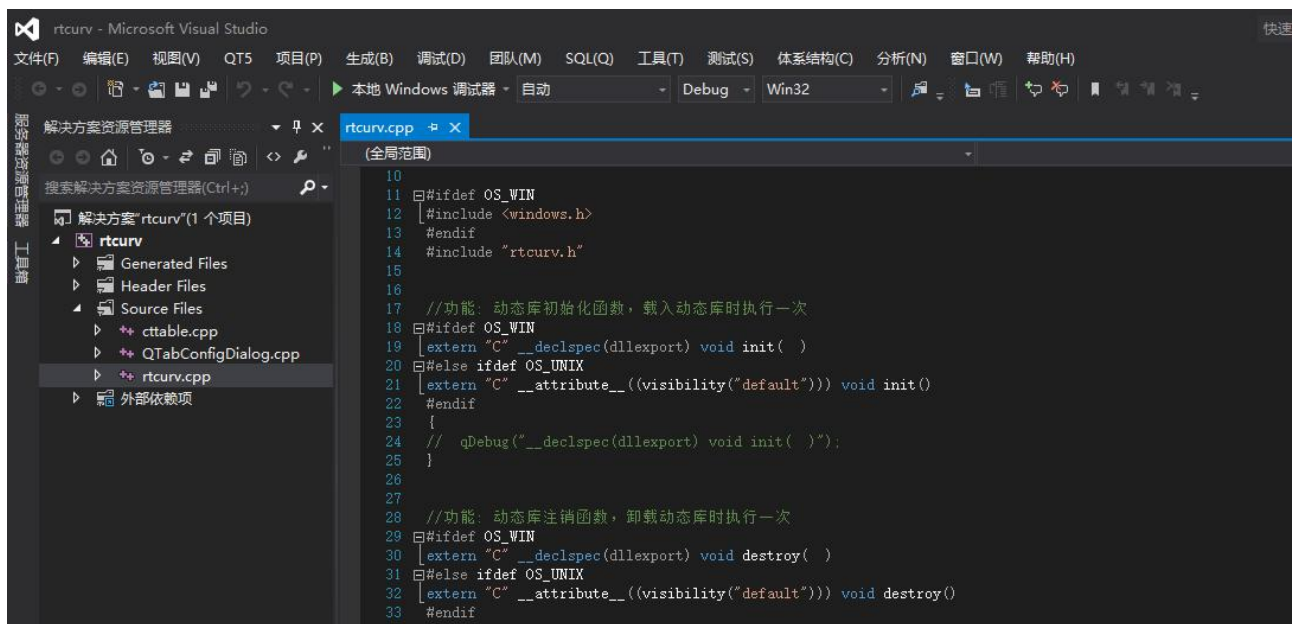 rtcurv - Microsoft Visual Studio
快速
文件(F) 编辑(E) 视图(V) QT5 项目(P) 生成(B) 调试(D) 团队(M) SQL(Q) 工具(T) 测试(S) 体系结构(C) 分析(N) 窗口(W) 帮助(H)
本地 Windows 调试器 自动 Debug Win32
服务器资源管理器
工具箱
解决方案资源管理器
搜索解决方案资源管理器(Ctrl+;)
解决方案"rtcurv"(1 个项目)
rtcurv
Generated Files
Header Files
Source Files
cttable.cpp
QTabConfigDialog.cpp
rtcurv.cpp
外部依赖项
rtcurv.cpp
(全局范围)
10
11 #ifdef OS_WIN
12 #include <windows.h>
13 #endif
14 #include "rtcurv.h"
15
16
17 //功能: 动态库初始化函数，载入动态库时执行一次
18 #ifdef OS_WIN
19 extern "C" __declspec(dllexport) void init( )
20 #else ifdef OS_UNIX
21 extern "C" __attribute__((visibility("default"))) void init()
22 #endif
23 {
24 // qDebug("__declspec(dllexport) void init( )");
25 }
26
27
28 //功能: 动态库注销函数，卸载动态库时执行一次
29 #ifdef OS_WIN
30 extern "C" __declspec(dllexport) void destroy( )
31 #else ifdef OS_UNIX
32 extern "C" __attribute__((visibility("default"))) void destroy()
33 #endif